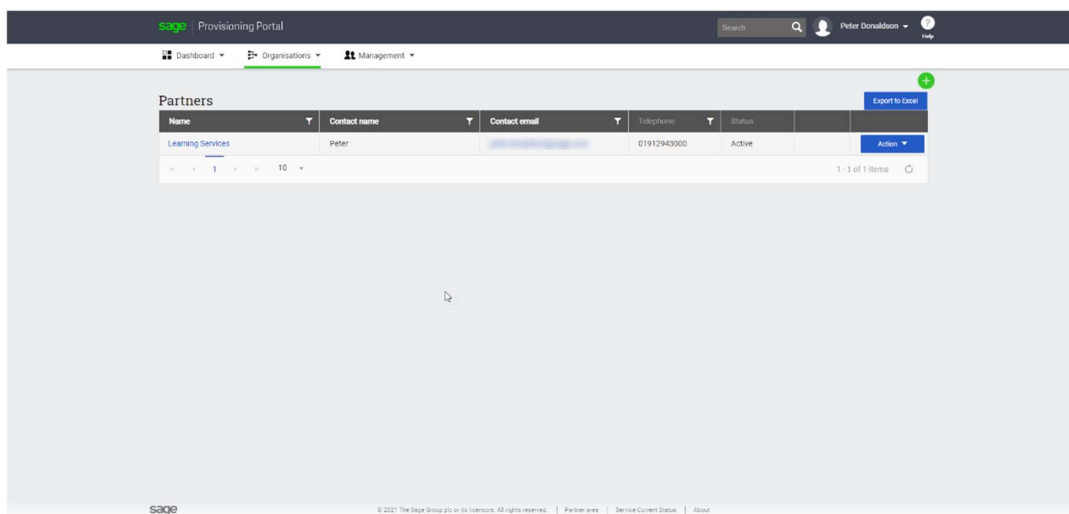 sage Provisioning Portal Search Peter Donaldson ? Help
Dashboard Organisations Management
Partners
Export to Excel
Name Contact name Contact email Telephone Status
Learning Services Peter 01912943000 Active Action
1 10 1 - 1 of 1 items
sage © 2021 The Sage Group plc or its licensors. All rights reserved. | Partner area | Service Current Status | About